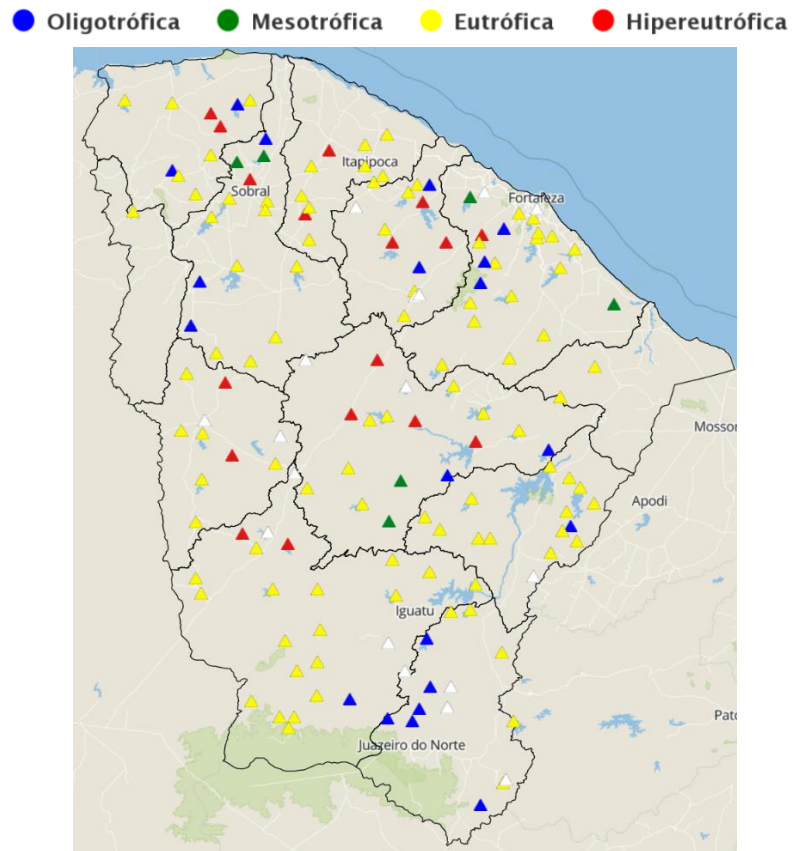 Oligotrófica Mesotrófica Eutrófica Hipereutrófica
Itapipoca
Sobral
Fortaleza
Mossor
Apodi
Iguatu
Pato
Juazeiro do Norte